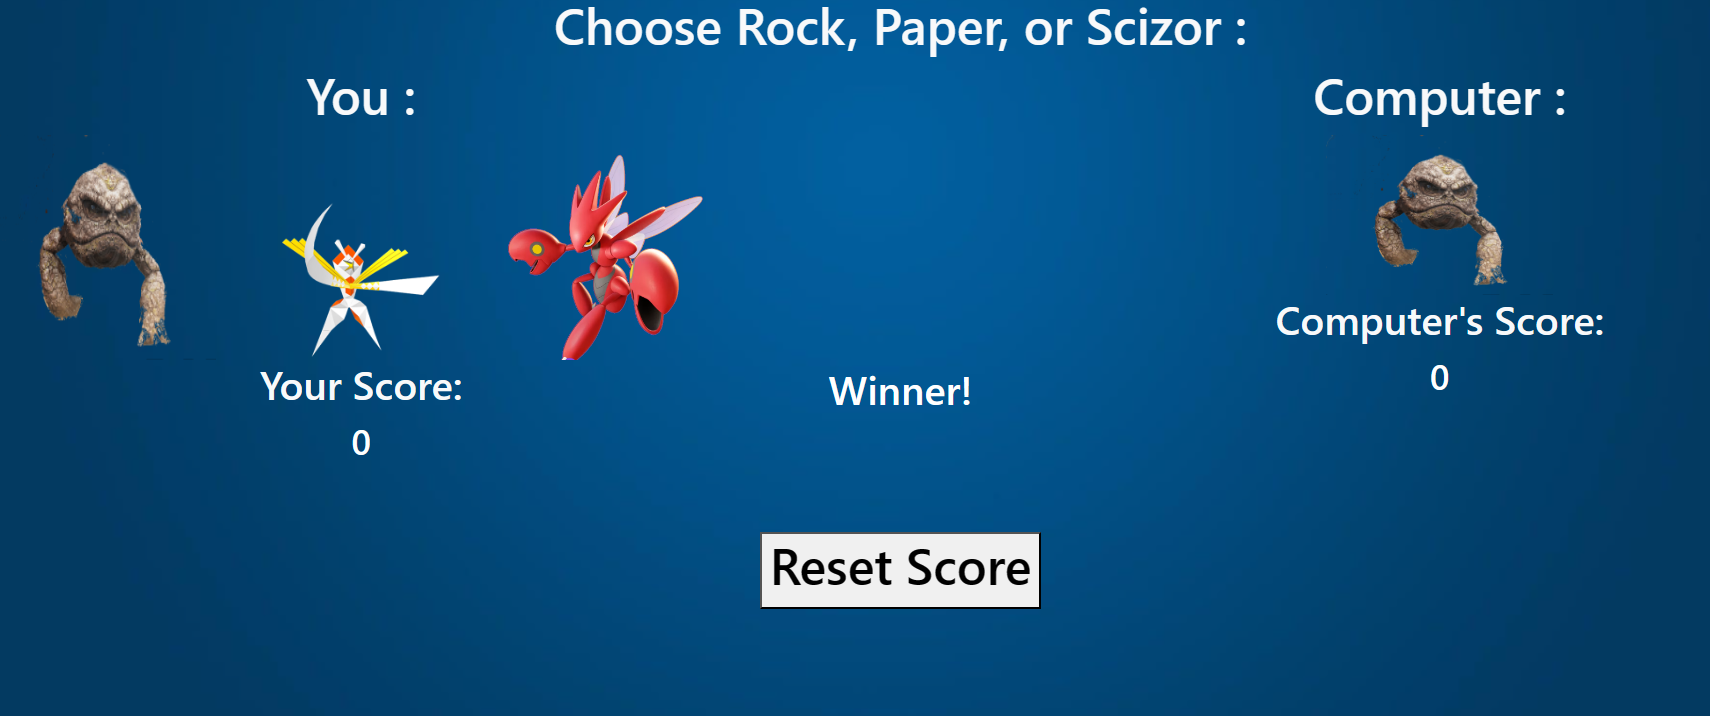 Choose Rock, Paper, or Scizor :
You :
Computer :
Your Score:
0
Winner!
Computer's Score:
0
Reset Score